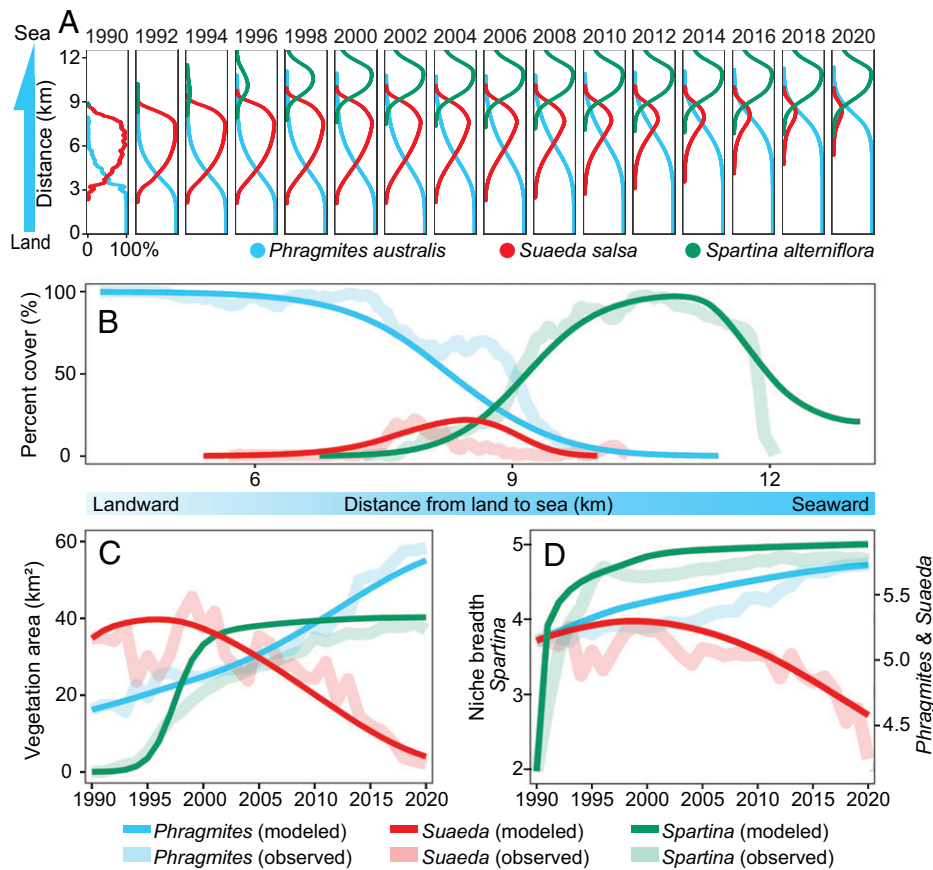 A
Sea
1990 1992 1994 1996 1998 2000 2002 2004 2006 2008 2010 2012 2014 2016 2018 2020
12
9
6
3
0
Distance (km)
Land
0 100%
Phragmites australis Suaeda salsa Spartina alterniflora
B
Percent cover (%)
100
50
0
6 9 12
Landward Distance from land to sea (km) Seaward
C
Vegetation area (km²)
60
40
20
0
1990 1995 2000 2005 2010 2015 2020
D
Niche breadth
Spartina
5
4
3
2
5.5
5.0
4.5
Phragmites & Suaeda
1990 1995 2000 2005 2010 2015 2020
Phragmites (modeled) Suaeda (modeled) Spartina (modeled)
Phragmites (observed) Suaeda (observed) Spartina (observed)